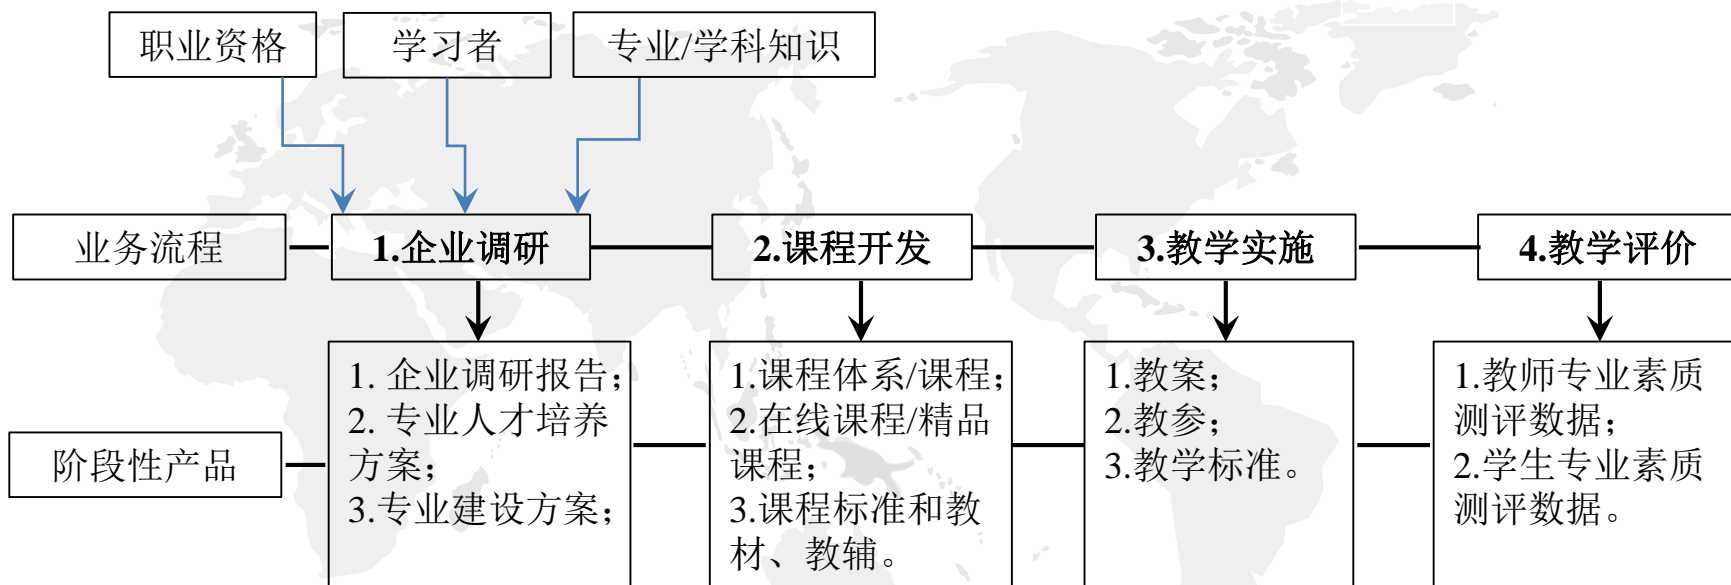 职业资格
学习者
专业/学科知识
业务流程
1.企业调研
2.课程开发
3.教学实施
4.教学评价
阶段性产品
1. 企业调研报告;
2. 专业人才培养
方案;
3.专业建设方案;
1.课程体系/课程;
2.在线课程/精品
课程;
3.课程标准和教
材、教辅。
1.教案;
2.教参;
3.教学标准。
1.教师专业素质
测评数据;
2.学生专业素质
测评数据。